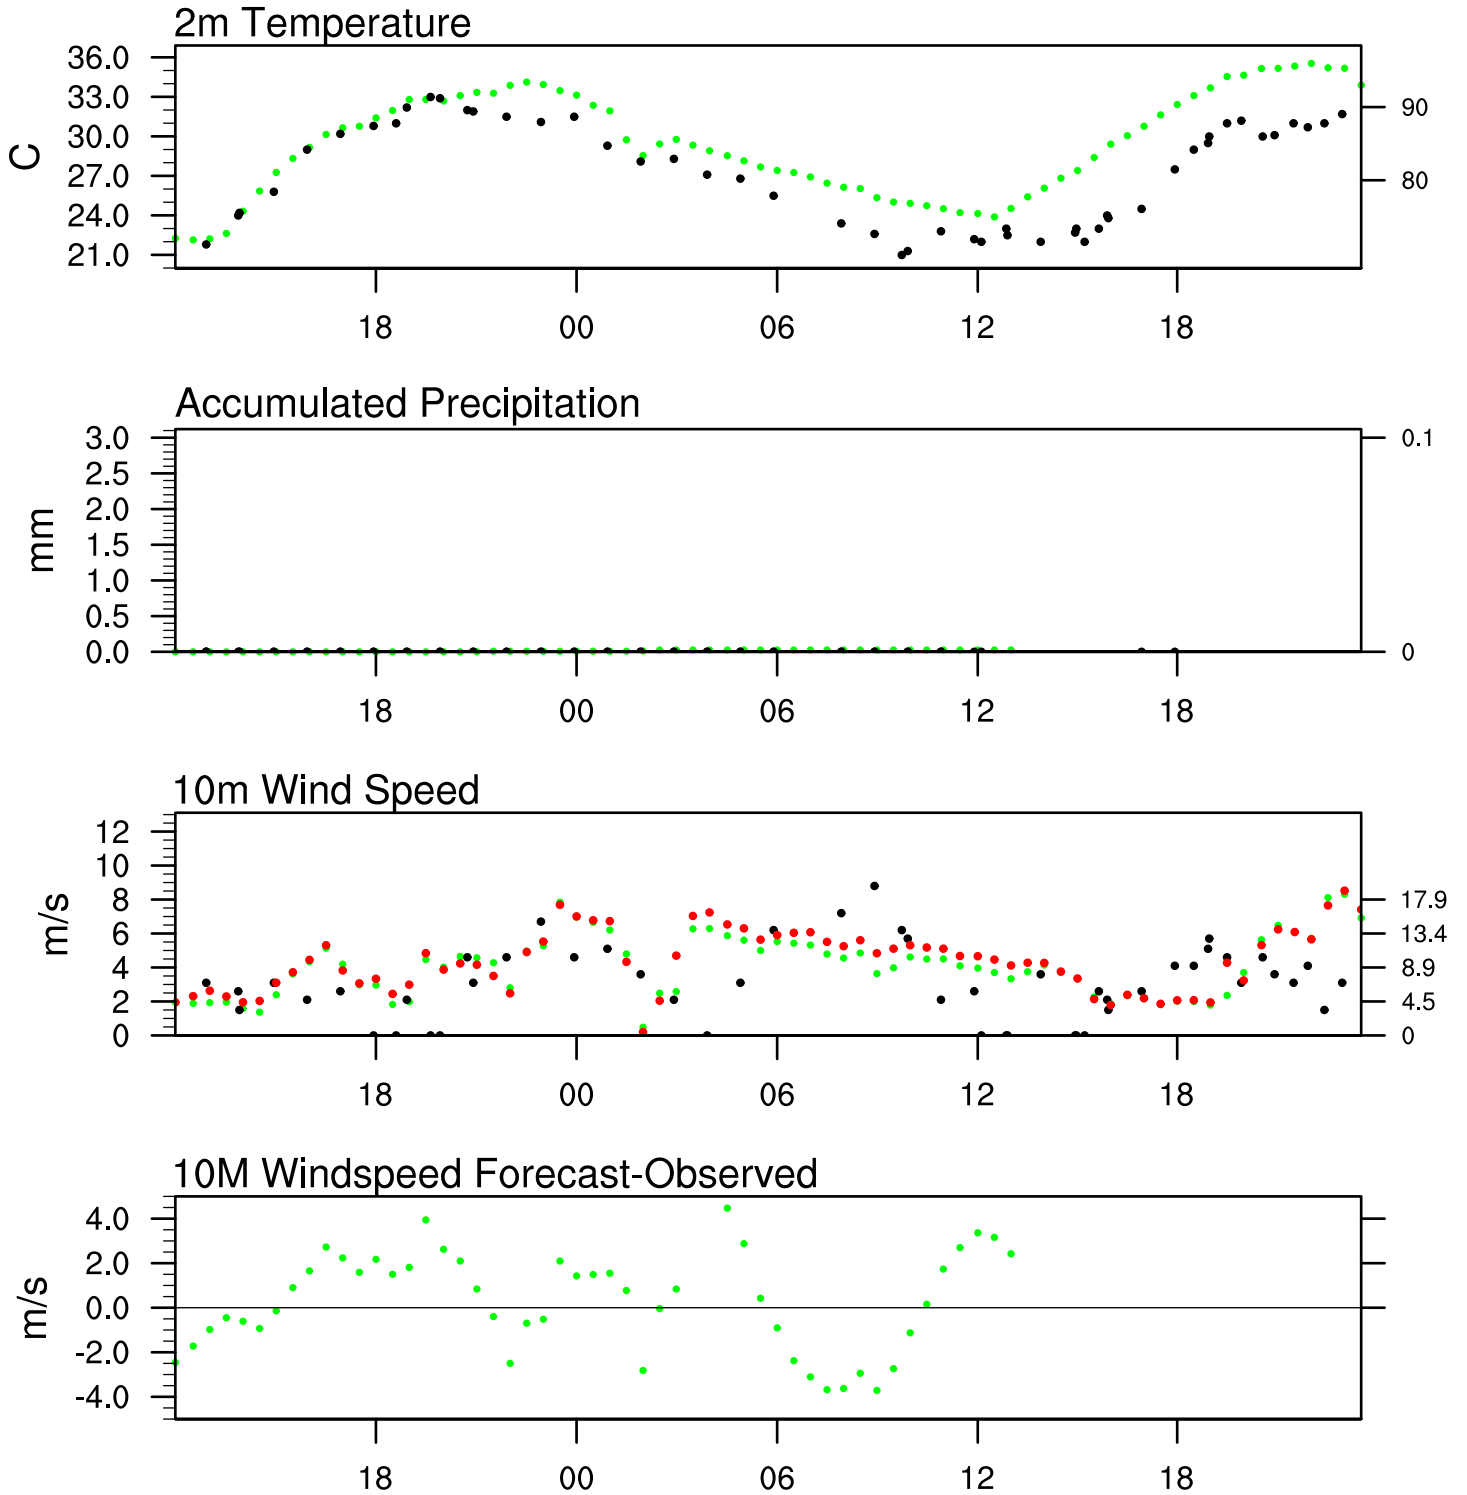 2m Temperature
36.0
33.0
30.0
27.0
24.0
21.0
C
90
80
18 00 06 12 18
Accumulated Precipitation
3.0
2.5
2.0
1.5
1.0
0.5
0.0
mm
0.1
0
18 00 06 12 18
10m Wind Speed
12
10
8
6
4
2
0
m/s
17.9
13.4
8.9
4.5
0
18 00 06 12 18
10M Windspeed Forecast-Observed
4.0
2.0
0.0
-2.0
-4.0
m/s
18 00 06 12 18